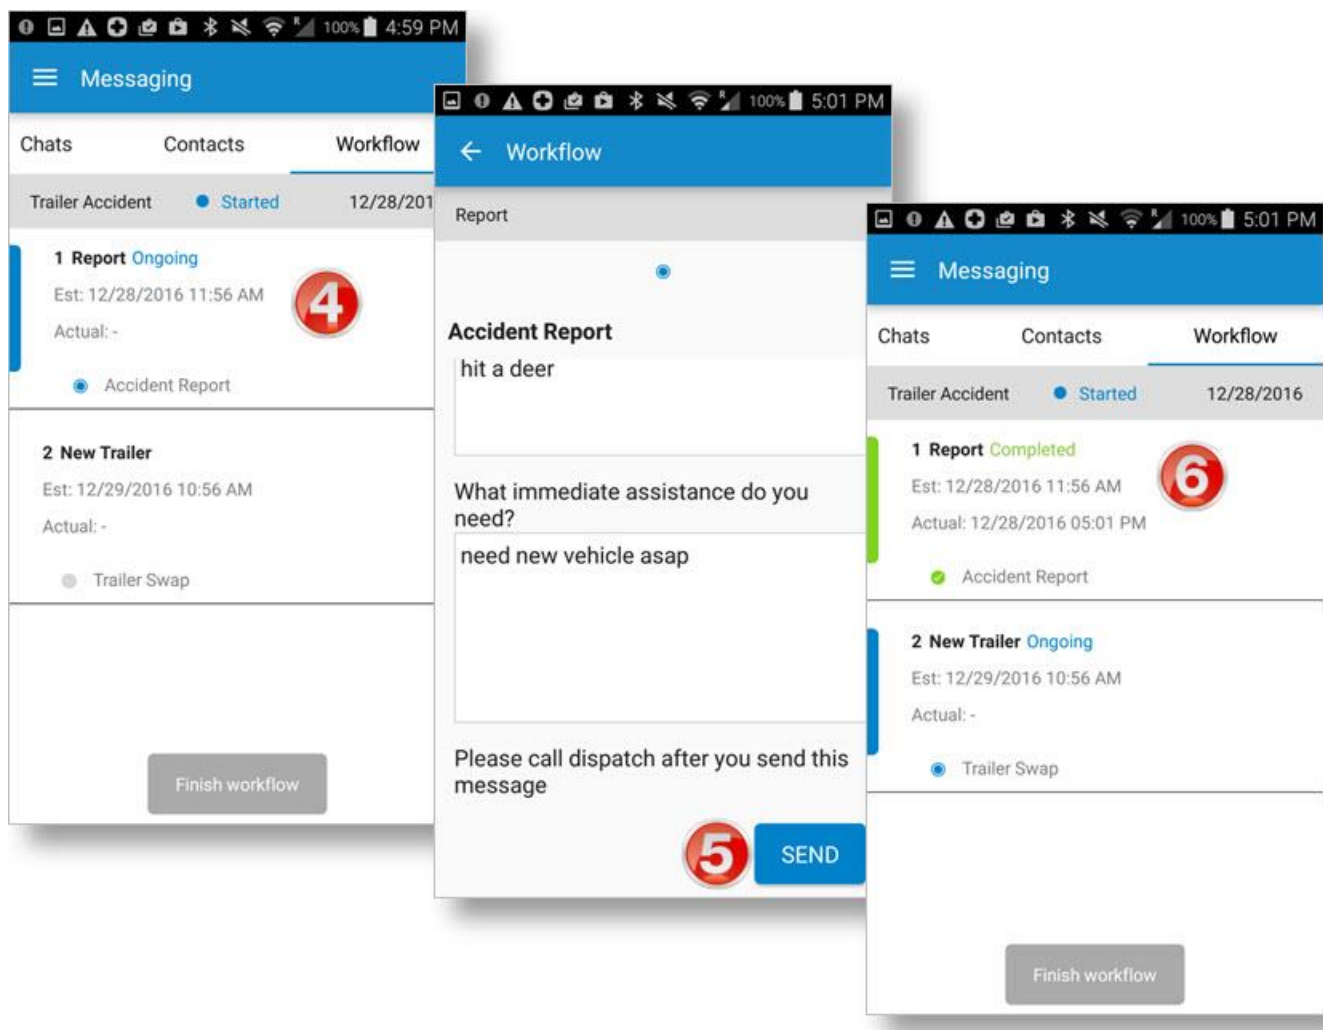 100% 4:59 PM
Messaging
Chats Contacts Workflow
Trailer Accident Started 12/28/201
1 Report Ongoing
Est: 12/28/2016 11:56 AM
Actual: -
4
Accident Report
2 New Trailer
Est: 12/29/2016 10:56 AM
Actual: -
Trailer Swap
Finish workflow
R 100% 5:01 PM
Workflow
Report
Accident Report
hit a deer
What immediate assistance do you
need?
need new vehicle asap
Please call dispatch after you send this
message
5 SEND
R 100% 5:01 PM
Messaging
Chats Contacts Workflow
Trailer Accident Started 12/28/2016
1 Report Completed
Est: 12/28/2016 11:56 AM
Actual: 12/28/2016 05:01 PM
6
Accident Report
2 New Trailer Ongoing
Est: 12/29/2016 10:56 AM
Actual: -
Trailer Swap
Finish workflow